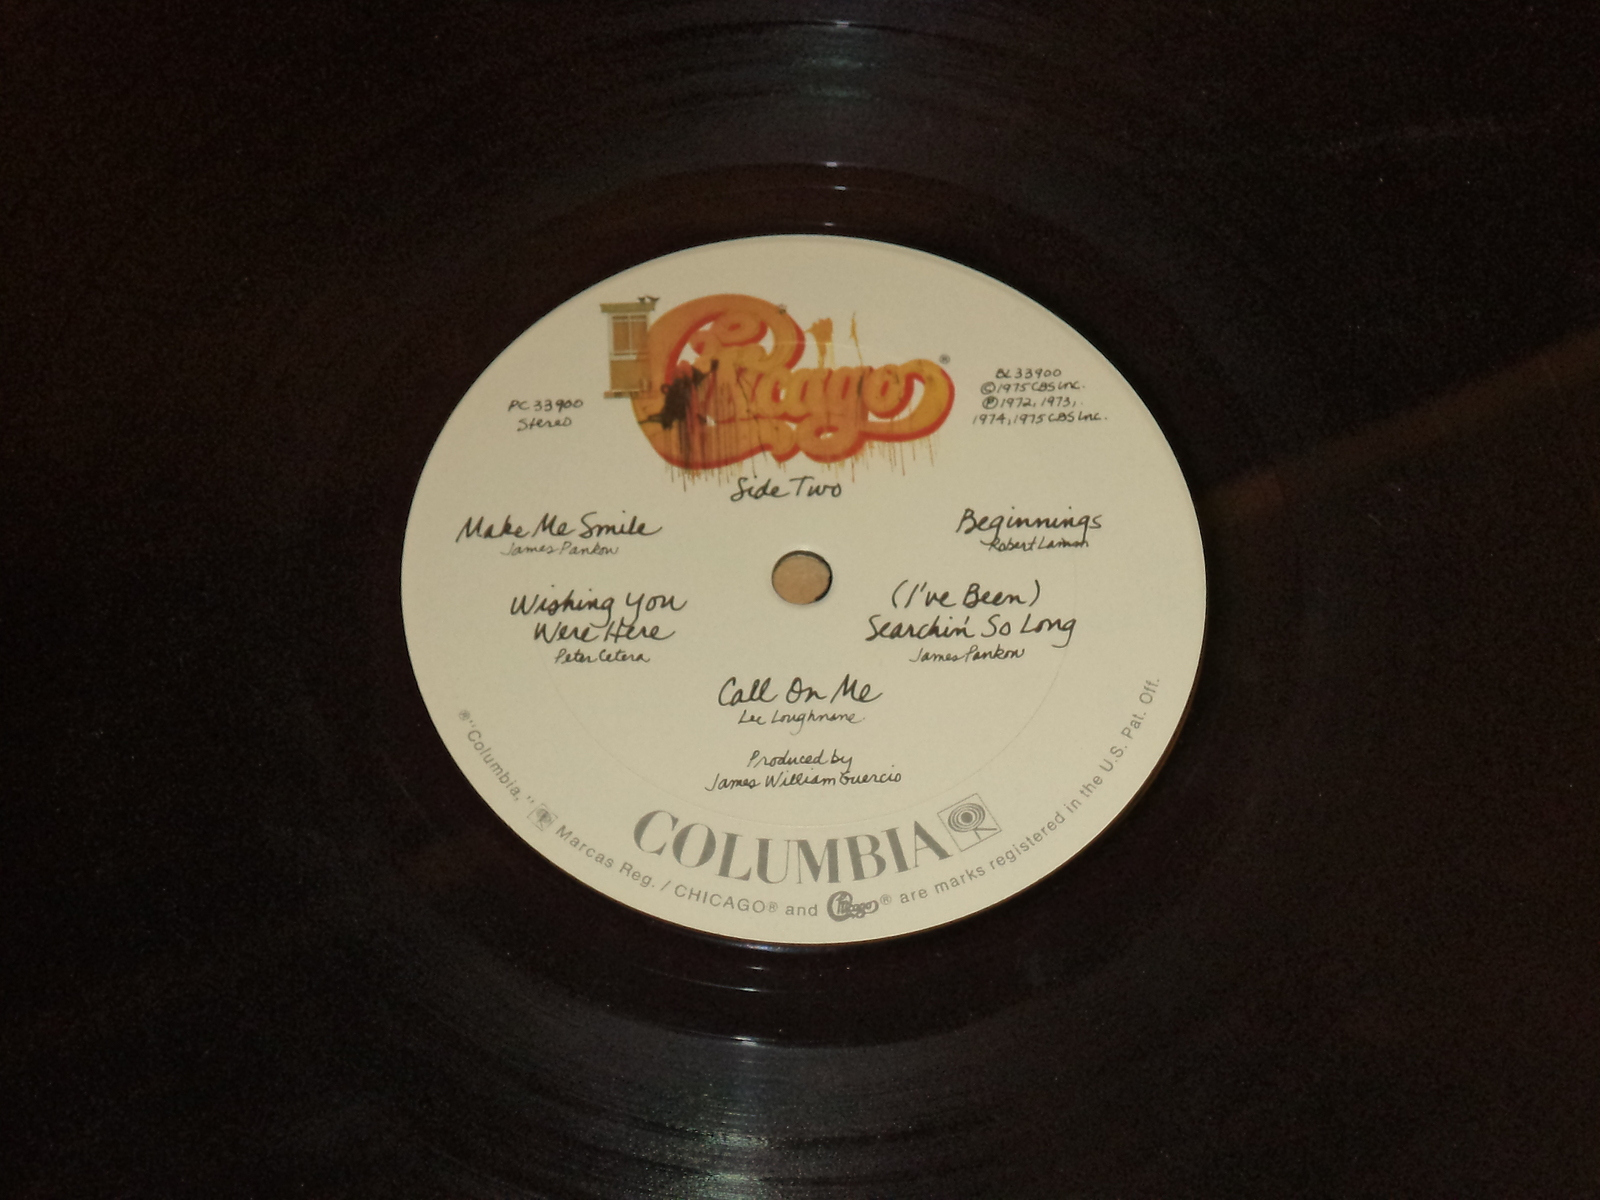 Chicago ®
PC 33900
Stereo
BL 33900
©1975 CBS Inc.
℗1972, 1973,
1974, 1975 CBS Inc.
Side Two
Make Me Smile
James Pankow
Beginnings
Robert Lamm
Wishing You
Were Here
Peter Cetera
(I've Been)
Searchin' So Long
James Pankow
Call On Me
Lee Loughnane
Produced by
James William Guercio
COLUMBIA
®"Columbia," Marcas Reg. / CHICAGO® and Chicago® are marks registered in the U.S. Pat. Off.